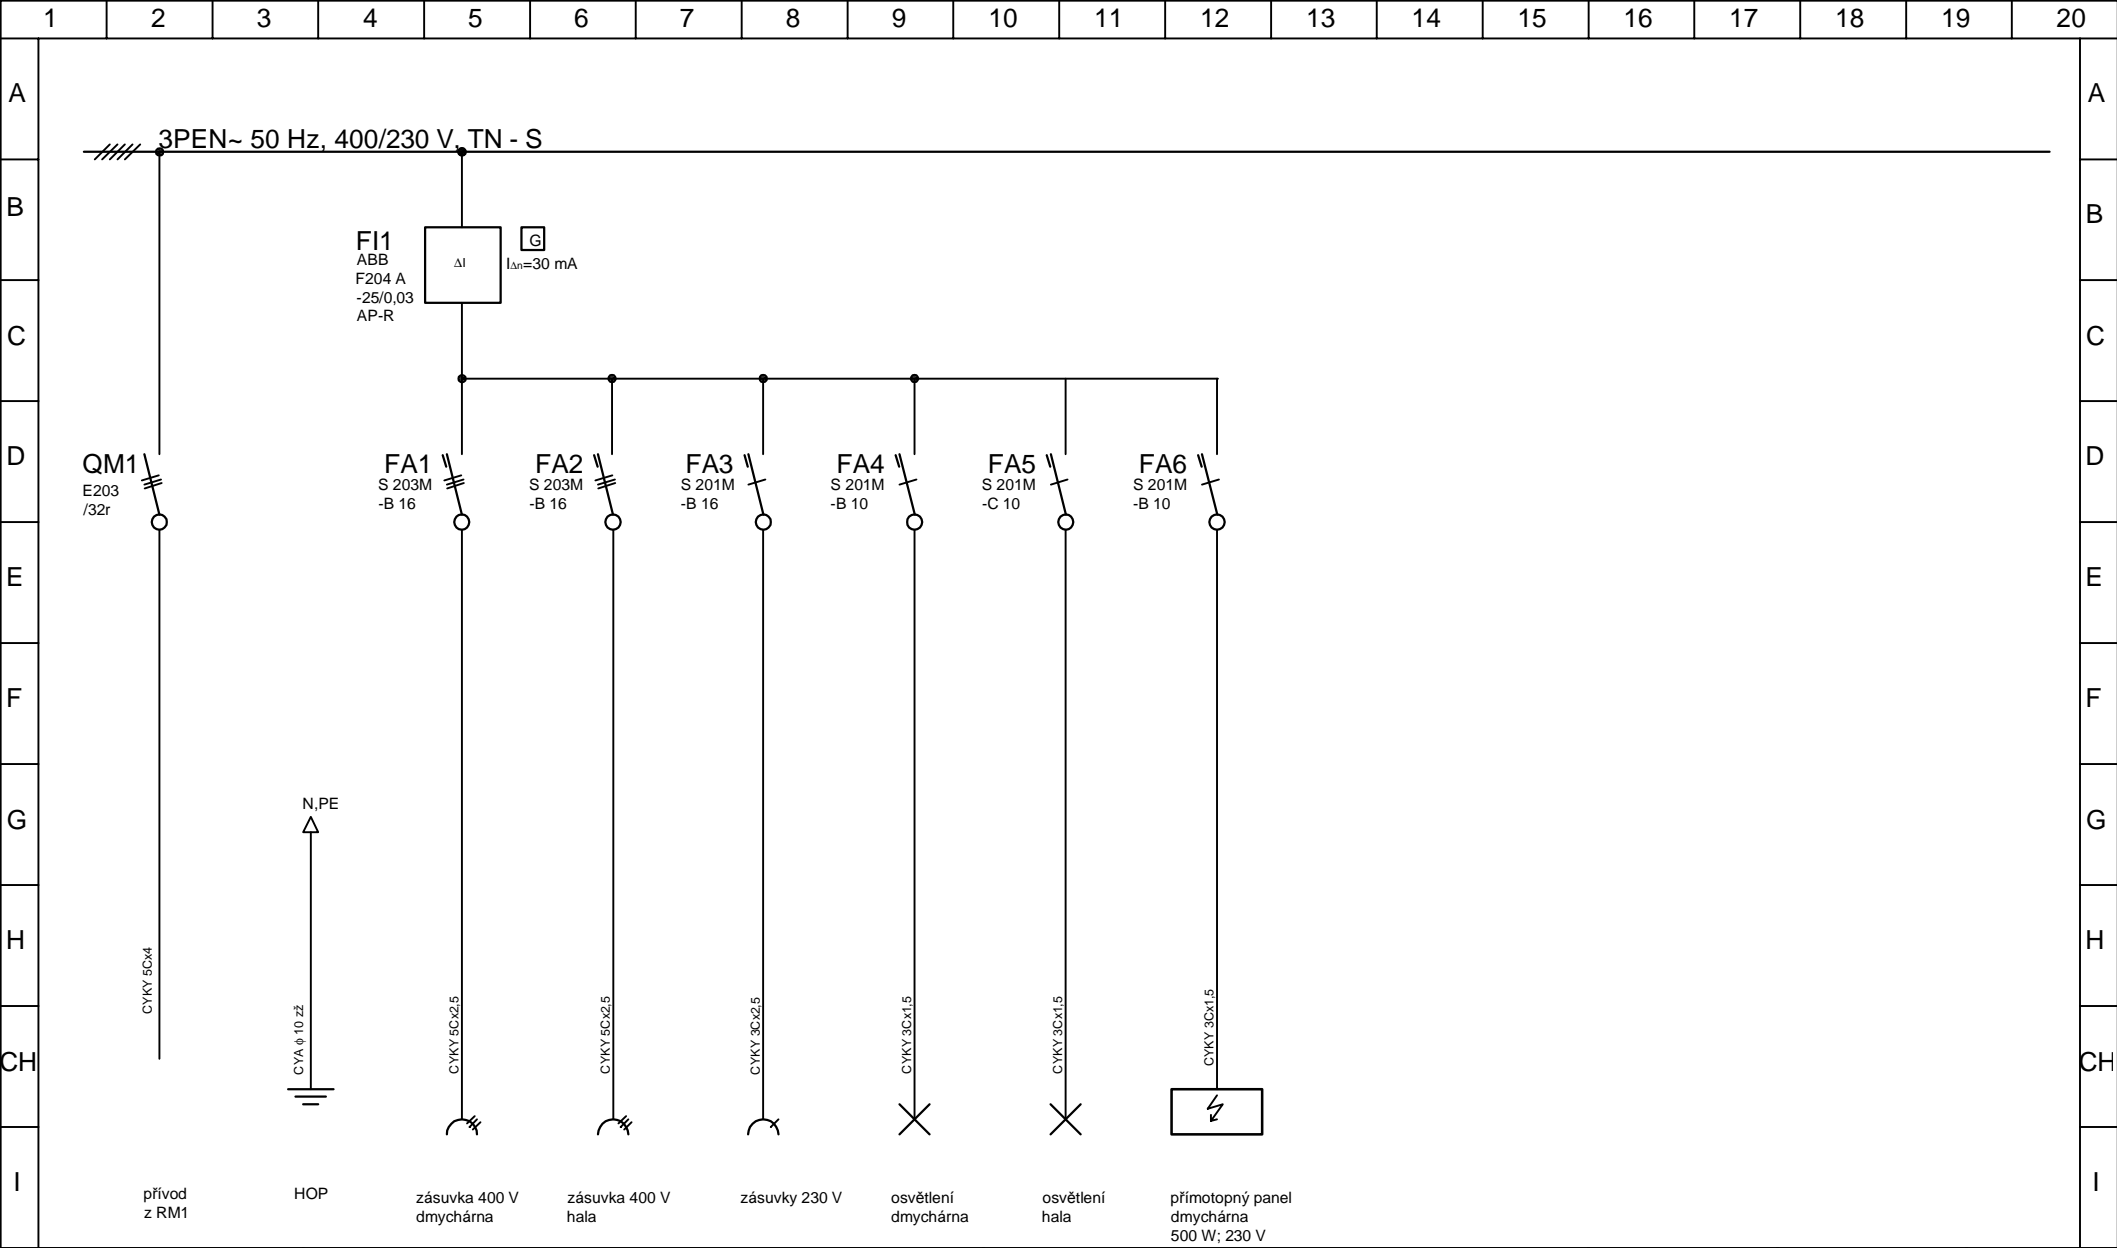 1 2 3 4 5 6 7 8 9 10 11 12 13 14 15 16 17 18 19 20
A A
3PEN~ 50 Hz, 400/230 V, TN - S
B B
FI1
ABB
F204 A
-25/0,03
AP-R
ΔI
G
IΔn=30 mA
C C
D D
QM1
E203
/32r
FA1
S 203M
-B 16
FA2
S 203M
-B 16
FA3
S 201M
-B 16
FA4
S 201M
-B 10
FA5
S 201M
-C 10
FA6
S 201M
-B 10
E E
F F
G G
N,PE
H H
CYKY 5Cx4
CYA ϕ 10 zž
CYKY 5Cx2,5
CYKY 5Cx2,5
CYKY 3Cx2,5
CYKY 3Cx1,5
CYKY 3Cx1,5
CYKY 3Cx1,5
CH CH
I I
přívod
z RM1
HOP
zásuvka 400 V
dmychárna
zásuvka 400 V
hala
zásuvky 230 V
osvětlení
dmychárna
osvětlení
hala
přímotopný panel
dmychárna
500 W; 230 V